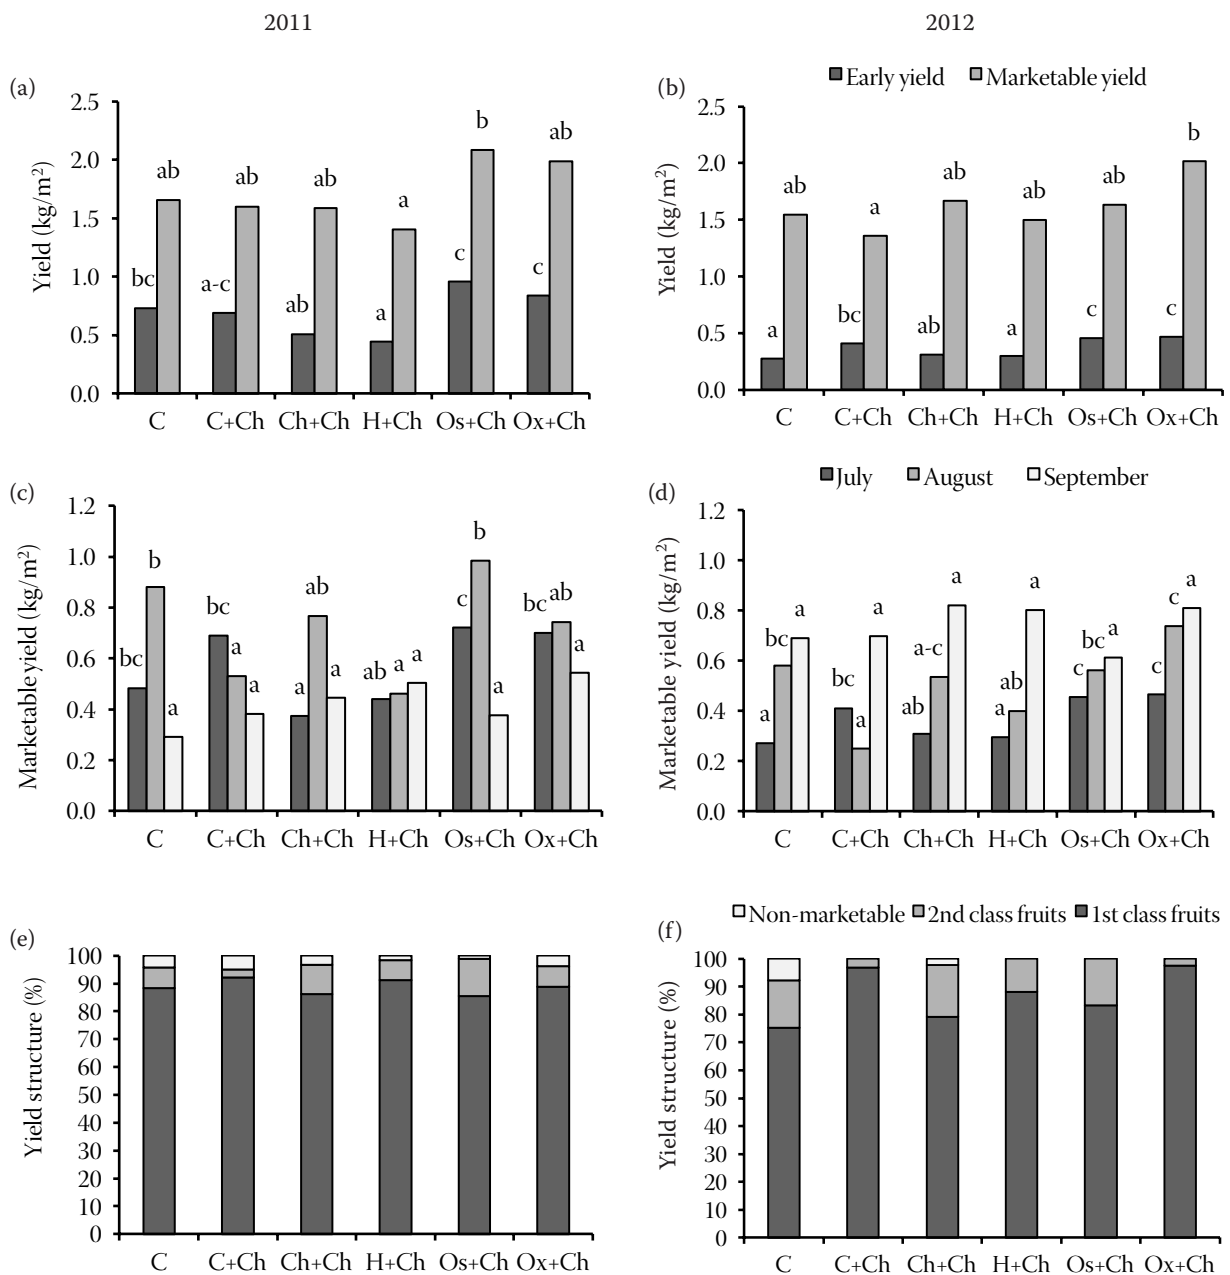 2011
2012
(a)
(b)
Early yield
Marketable yield
Yield (kg/m²)
2.5
2.0
1.5
1.0
0.5
0.0
bc
ab
a-c
ab
ab
ab
a
a
c
b
c
ab
C
C+Ch
Ch+Ch
H+Ch
Os+Ch
Ox+Ch
Yield (kg/m²)
2.5
2.0
1.5
1.0
0.5
0.0
a
ab
bc
a
ab
ab
a
ab
c
ab
c
b
C
C+Ch
Ch+Ch
H+Ch
Os+Ch
Ox+Ch
(c)
(d)
July
August
September
Marketable yield (kg/m²)
1.2
1.0
0.8
0.6
0.4
0.2
0.0
bc
b
a
bc
a
a
a
ab
a
ab
a
a
c
b
a
bc
ab
a
C
C+Ch
Ch+Ch
H+Ch
Os+Ch
Ox+Ch
Marketable yield (kg/m²)
1.2
1.0
0.8
0.6
0.4
0.2
0.0
a
bc
a
bc
a
a
ab
a-c
a
a
ab
a
c
bc
a
c
c
a
C
C+Ch
Ch+Ch
H+Ch
Os+Ch
Ox+Ch
(e)
(f)
Non-marketable
2nd class fruits
1st class fruits
Yield structure (%)
100
90
80
70
60
50
40
30
20
10
0
C
C+Ch
Ch+Ch
H+Ch
Os+Ch
Ox+Ch
Yield structure (%)
100
90
80
70
60
50
40
30
20
10
0
C
C+Ch
Ch+Ch
H+Ch
Os+Ch
Ox+Ch